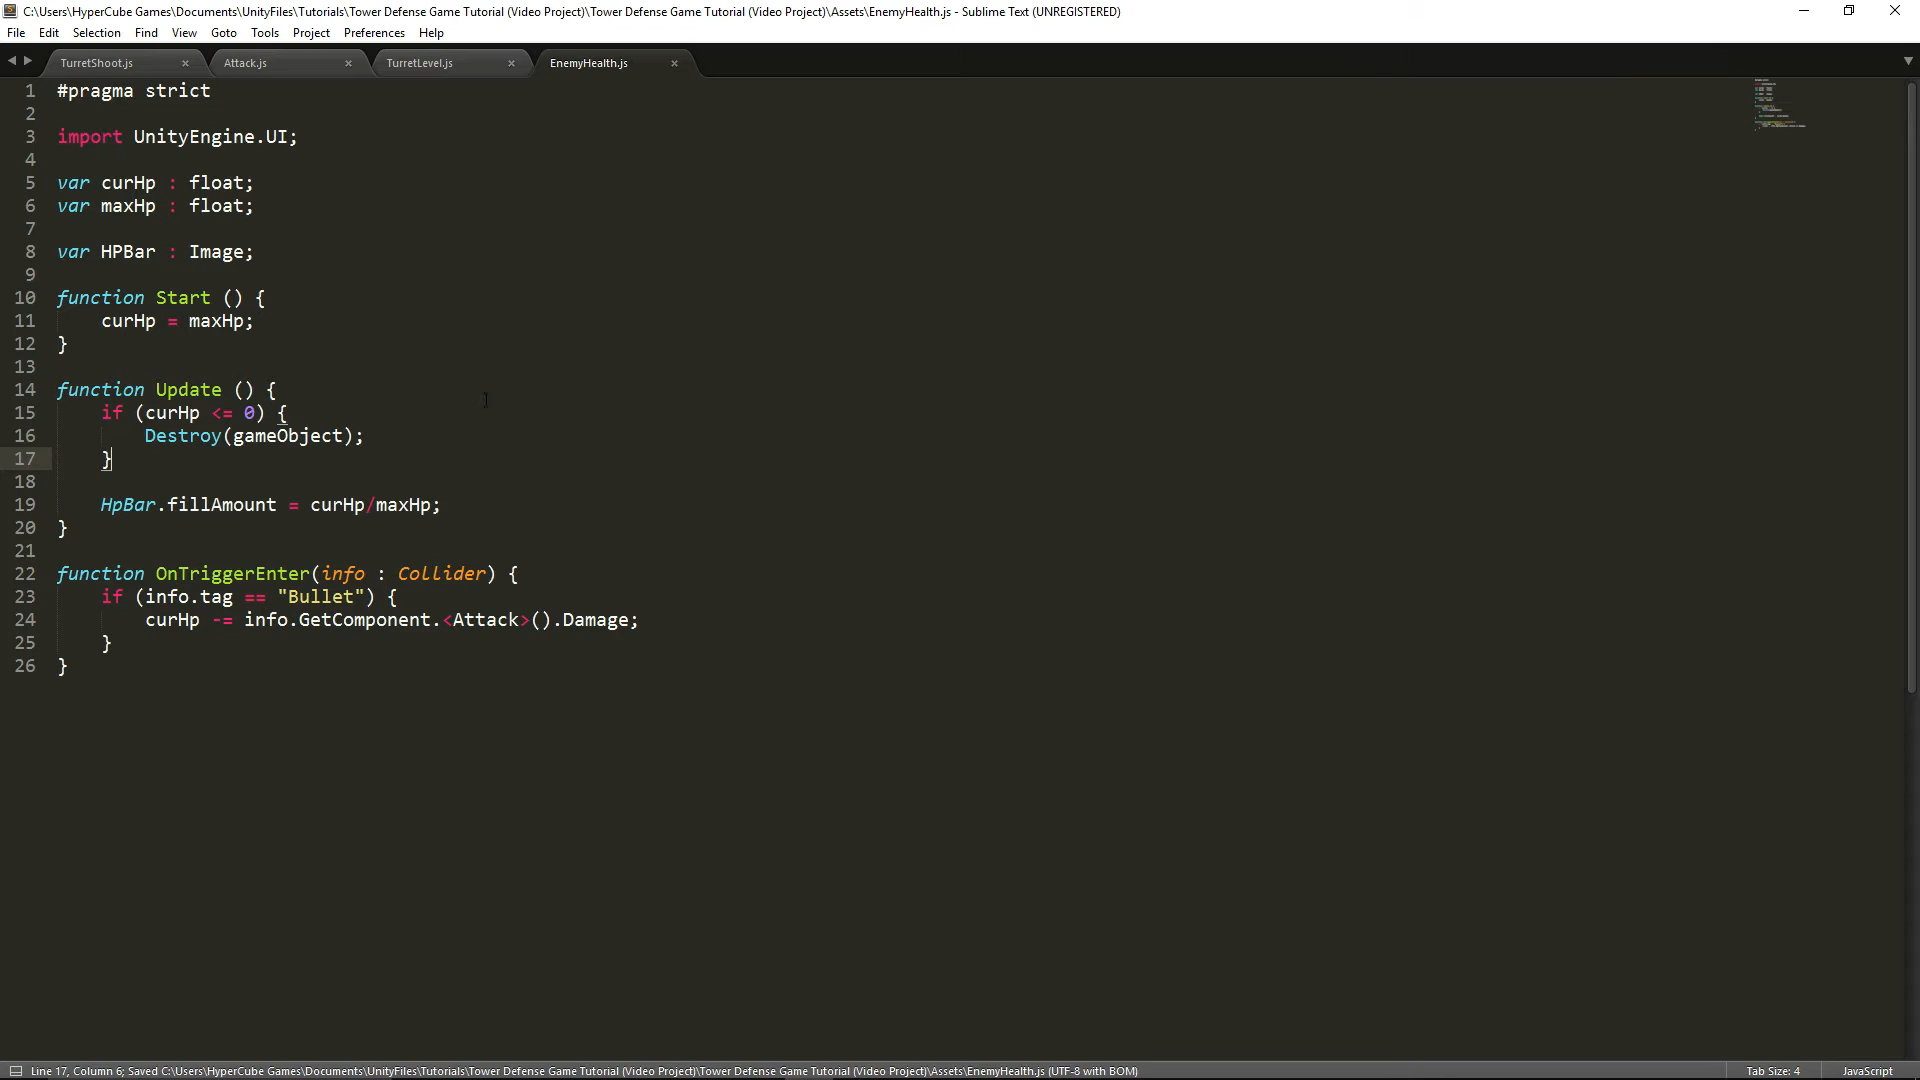 C:\Users\HyperCube Games\Documents\UnityFiles\Tutorials\Tower Defense Game Tutorial (Video Project)\Tower Defense Game Tutorial (Video Project)\Assets\EnemyHealth.js - Sublime Text (UNREGISTERED)
File Edit Selection Find View Goto Tools Project Preferences Help
TurretShoot.js × Attack.js × TurretLevel.js × EnemyHealth.js ×
1 #pragma strict
2
3 import UnityEngine.UI;
4
5 var curHp : float;
6 var maxHp : float;
7
8 var HPBar : Image;
9
10 function Start () {
11 curHp = maxHp;
12 }
13
14 function Update () {
15 if (curHp <= 0) {
16 Destroy(gameObject);
17 }
18
19 HpBar.fillAmount = curHp/maxHp;
20 }
21
22 function OnTriggerEnter(info : Collider) {
23 if (info.tag == "Bullet") {
24 curHp -= info.GetComponent.<Attack>().Damage;
25 }
26 }
Line 17, Column 6; Saved C:\Users\HyperCube Games\Documents\UnityFiles\Tutorials\Tower Defense Game Tutorial (Video Project)\Tower Defense Game Tutorial (Video Project)\Assets\EnemyHealth.js (UTF-8 with BOM) Tab Size: 4 JavaScript